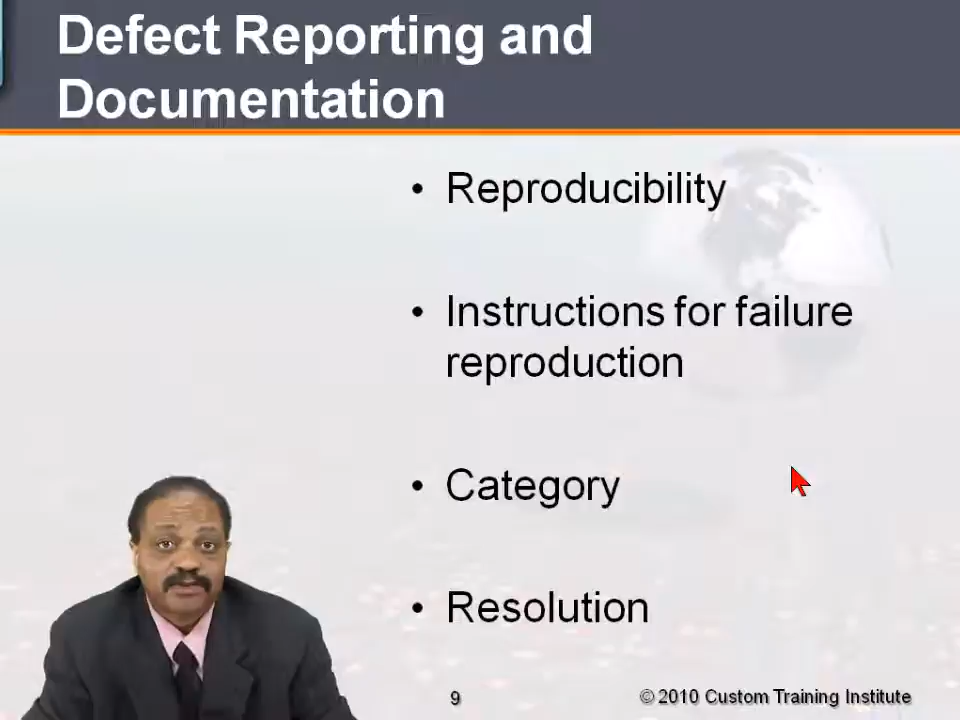 Defect Reporting and
Documentation
• Reproducibility
• Instructions for failure
reproduction
• Category
• Resolution
9
© 2010 Custom Training Institute